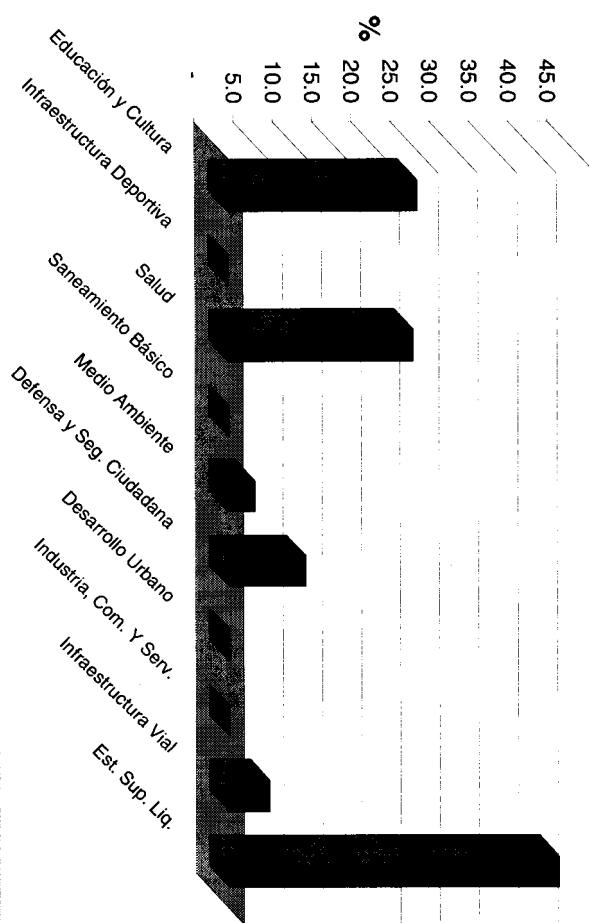 %
45.0
40.0
35.0
30.0
25.0
20.0
15.0
10.0
5.0
-
Educación y Cultura
Infraestructura Deportiva
Salud
Saneamiento Básico
Medio Ambiente
Defensa y Seg. Ciudadana
Desarrollo Urbano
Industria, Com. Y Serv.
Infraestructura Vial
Est. Sup. Liq.